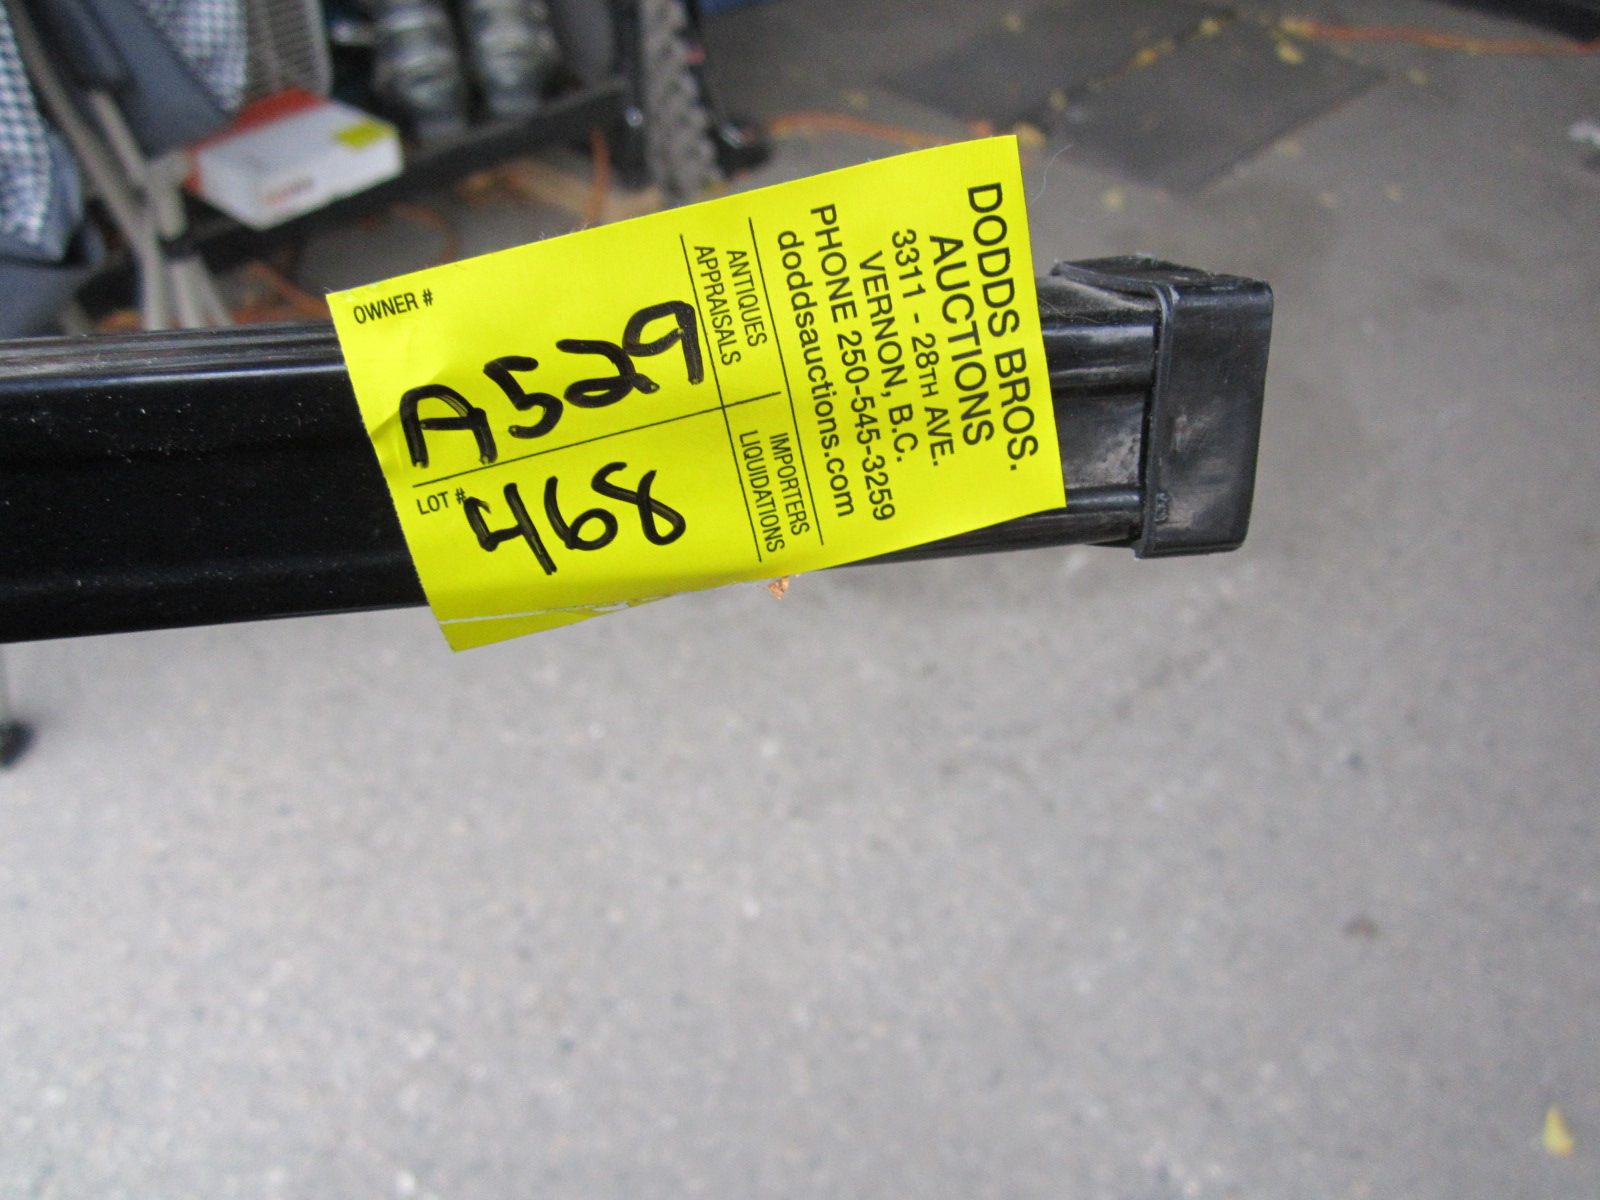 DODDS BROS.
AUCTIONS
3311 - 28TH AVE.
VERNON, B.C.
PHONE 250-545-3259
doddsauctions.com
ANTIQUES
APPRAISALS
IMPORTERS
LIQUIDATIONS
OWNER #
A529
LOT #
468